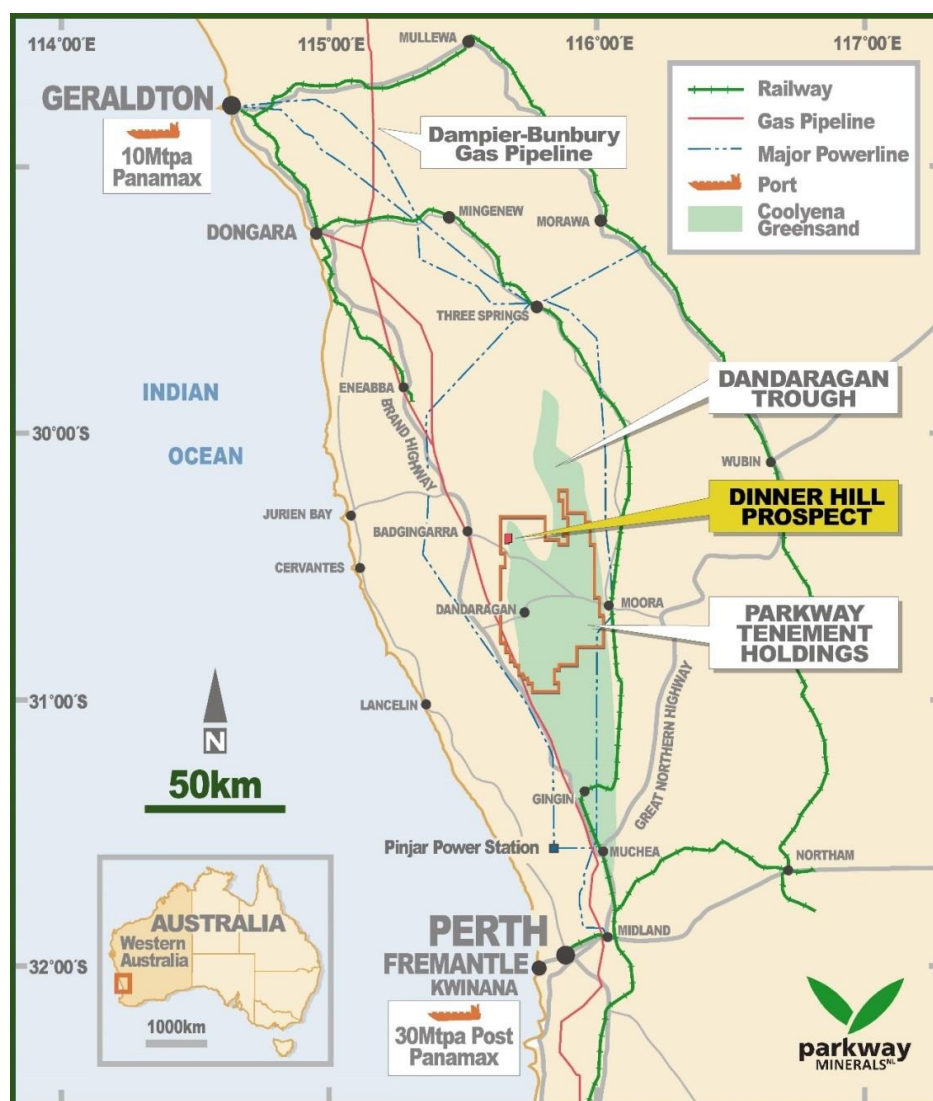 114°00'E
115°00'E
116°00'E
117°00'E
MULLEWA
GERALDTON
10Mtpa
Panamax
Dampier-Bunbury
Gas Pipeline
Railway
Gas Pipeline
Major Powerline
Port
Coolyena
Greensand
DONGARA
MINGENEW
MORAWA
THREE SPRINGS
INDIAN
OCEAN
ENEABBA
BRAND HIGHWAY
DANDARAGAN
TROUGH
30°00'S
WUBIN
DINNER HILL
PROSPECT
JURIEN BAY
BADGINGARRA
CERVANTES
DANDARAGAN
MOORA
PARKWAY
TENEMENT
HOLDINGS
31°00'S
LANCELIN
N
50km
GINGIN
GREAT NORTHERN HIGHWAY
Pinjar Power Station
MUCHEA
NORTHAM
AUSTRALIA
Western
Australia
1000km
PERTH
MIDLAND
FREMANTLE
KWINANA
32°00'S
30Mtpa Post
Panamax
parkway
MINERALS NL